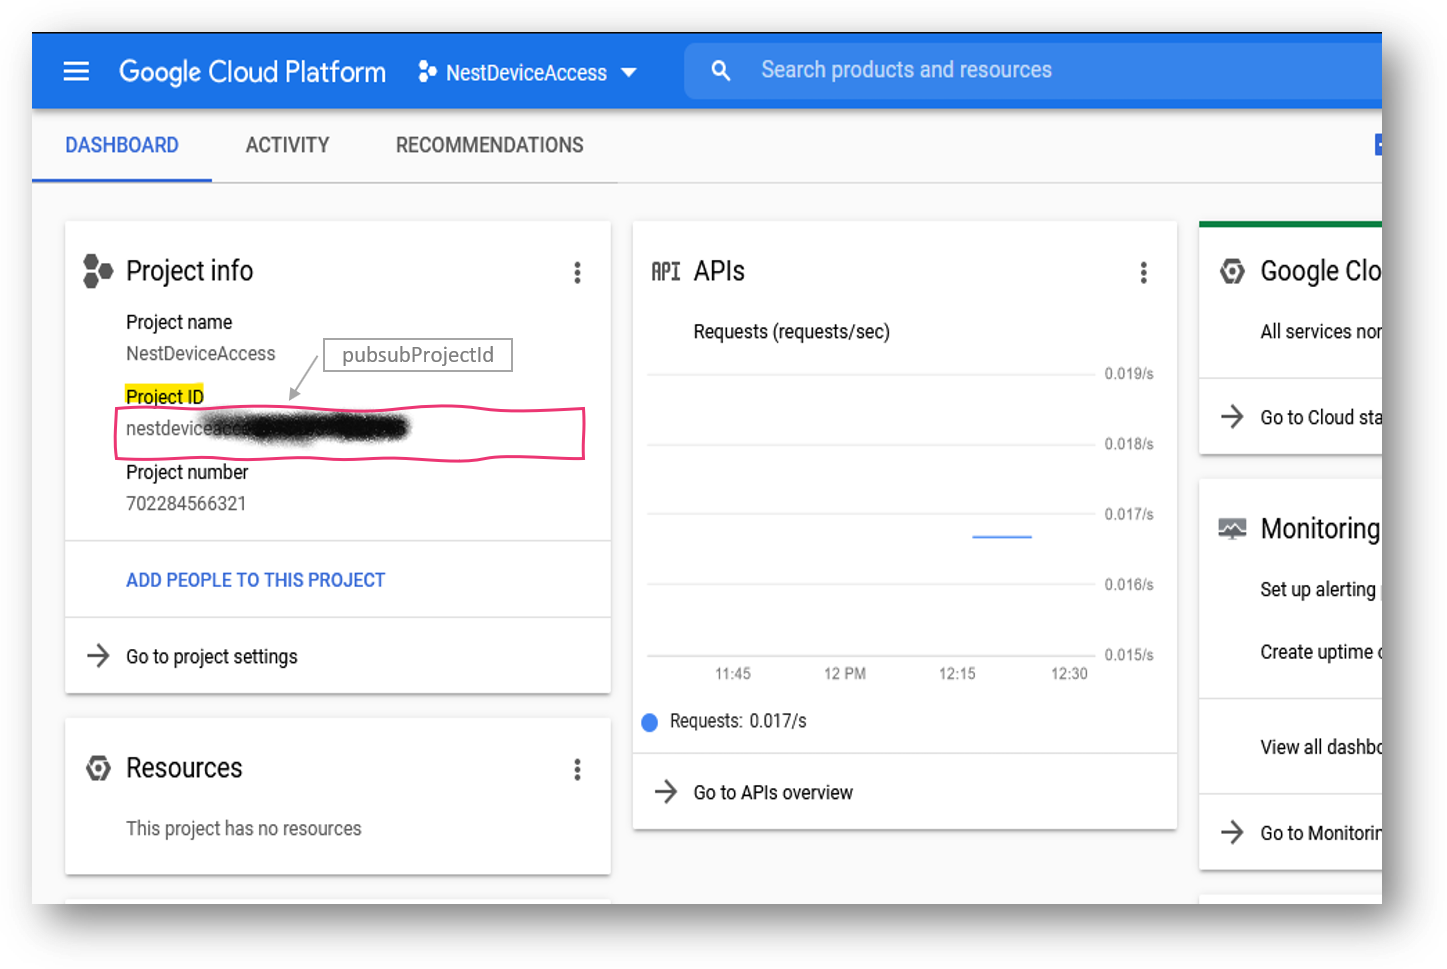 Google Cloud Platform
NestDeviceAccess
Search products and resources
DASHBOARD
ACTIVITY
RECOMMENDATIONS
Project info
Project name
NestDeviceAccess
pubsubProjectId
Project ID
Project number
702284566321
ADD PEOPLE TO THIS PROJECT
Go to project settings
Resources
This project has no resources
API APIs
Requests (requests/sec)
0.019/s
0.018/s
0.017/s
0.016/s
0.015/s
11:45 12 PM 12:15 12:30
Requests: 0.017/s
Go to APIs overview
Google Clo
All services nor
Go to Cloud sta
Monitoring
Set up alerting
Create uptime
View all dashbo
Go to Monitorin